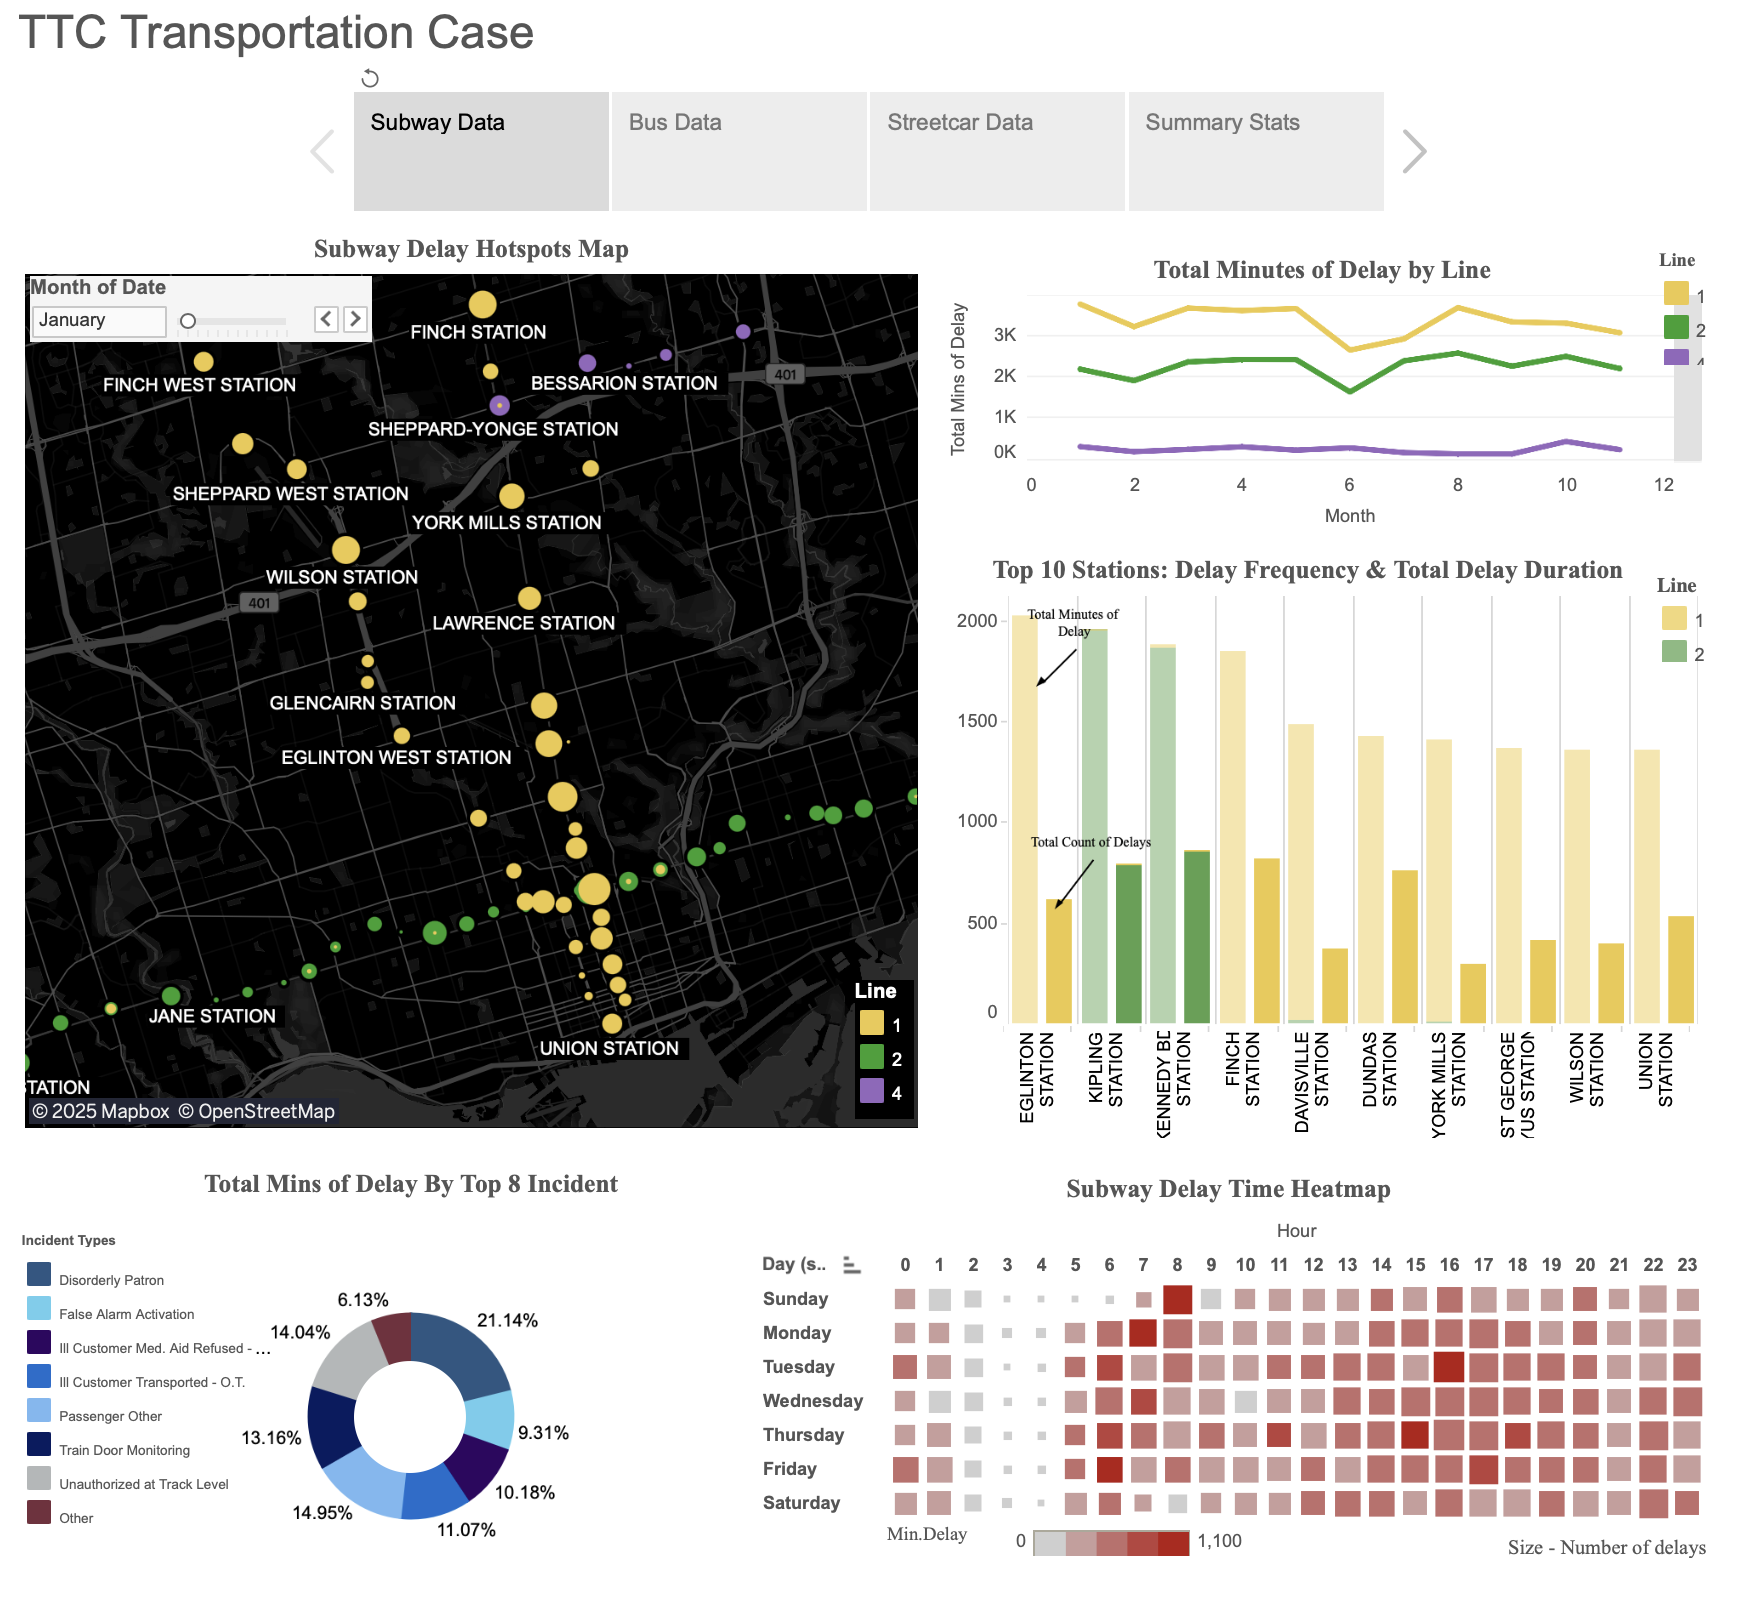 TTC Transportation Case
Subway Data
Bus Data
Streetcar Data
Summary Stats
Subway Delay Hotspots Map
Month of Date
January
FINCH STATION
FINCH WEST STATION
BESSARION STATION
401
SHEPPARD-YONGE STATION
SHEPPARD WEST STATION
YORK MILLS STATION
WILSON STATION
401
LAWRENCE STATION
GLENCAIRN STATION
EGLINTON WEST STATION
JANE STATION
UNION STATION
STATION
Line
1
2
4
© 2025 Mapbox © OpenStreetMap
Total Minutes of Delay by Line
Line
1
2
4
Total Mins of Delay
3K
2K
1K
0K
0 2 4 6 8 10 12
Month
Top 10 Stations: Delay Frequency & Total Delay Duration
Line
1
2
Total Minutes of
Delay
Total Count of Delays
2000
1500
1000
500
0
EGLINTON
STATION
KIPLING
STATION
KENNEDY BD
STATION
FINCH
STATION
DAVISVILLE
STATION
DUNDAS
STATION
YORK MILLS
STATION
ST GEORGE
YUS STATION
WILSON
STATION
UNION
STATION
Total Mins of Delay By Top 8 Incident
Incident Types
Disorderly Patron
False Alarm Activation
Ill Customer Med. Aid Refused - ...
Ill Customer Transported - O.T.
Passenger Other
Train Door Monitoring
Unauthorized at Track Level
Other
6.13%
21.14%
14.04%
9.31%
13.16%
10.18%
14.95%
11.07%
Subway Delay Time Heatmap
Hour
Day (s.. 0 1 2 3 4 5 6 7 8 9 10 11 12 13 14 15 16 17 18 19 20 21 22 23
Sunday
Monday
Tuesday
Wednesday
Thursday
Friday
Saturday
Min.Delay
0
1,100
Size - Number of delays